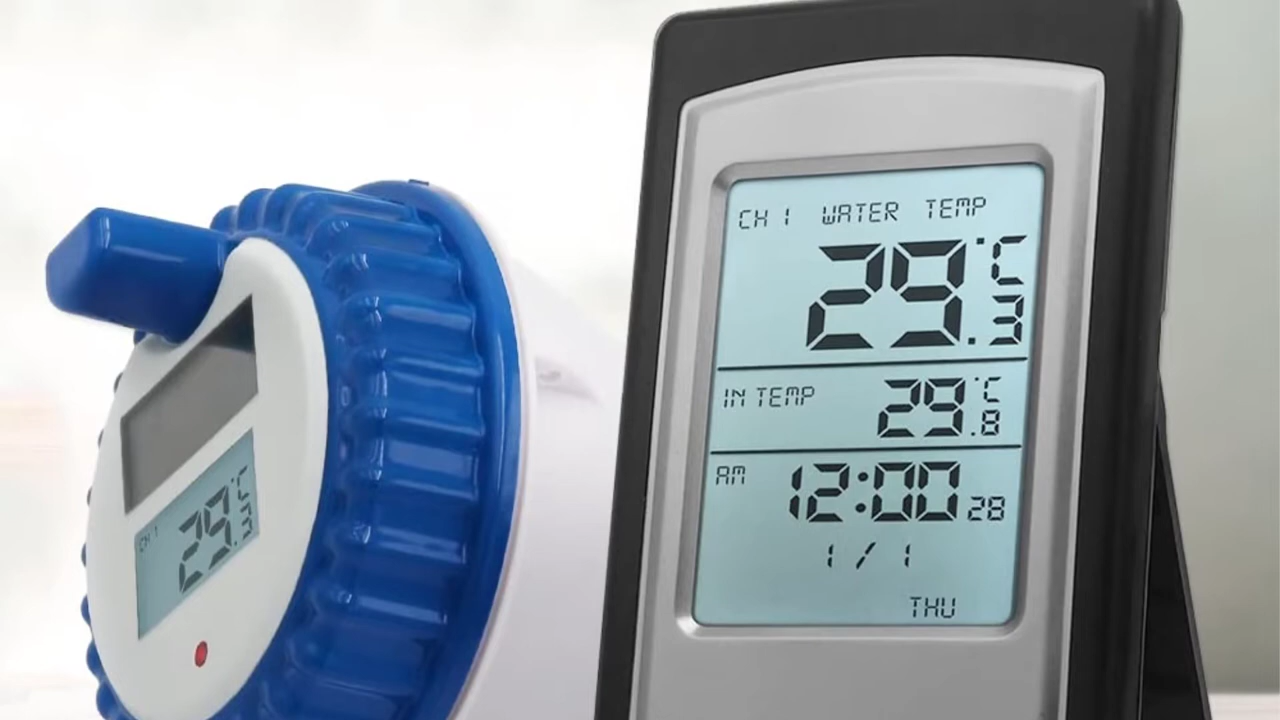 CH 1 WATER TEMP
29.3 °C
IN TEMP 29.8 °C
AM 12:00 28
1/1
THU
CH 1
29.3 °C